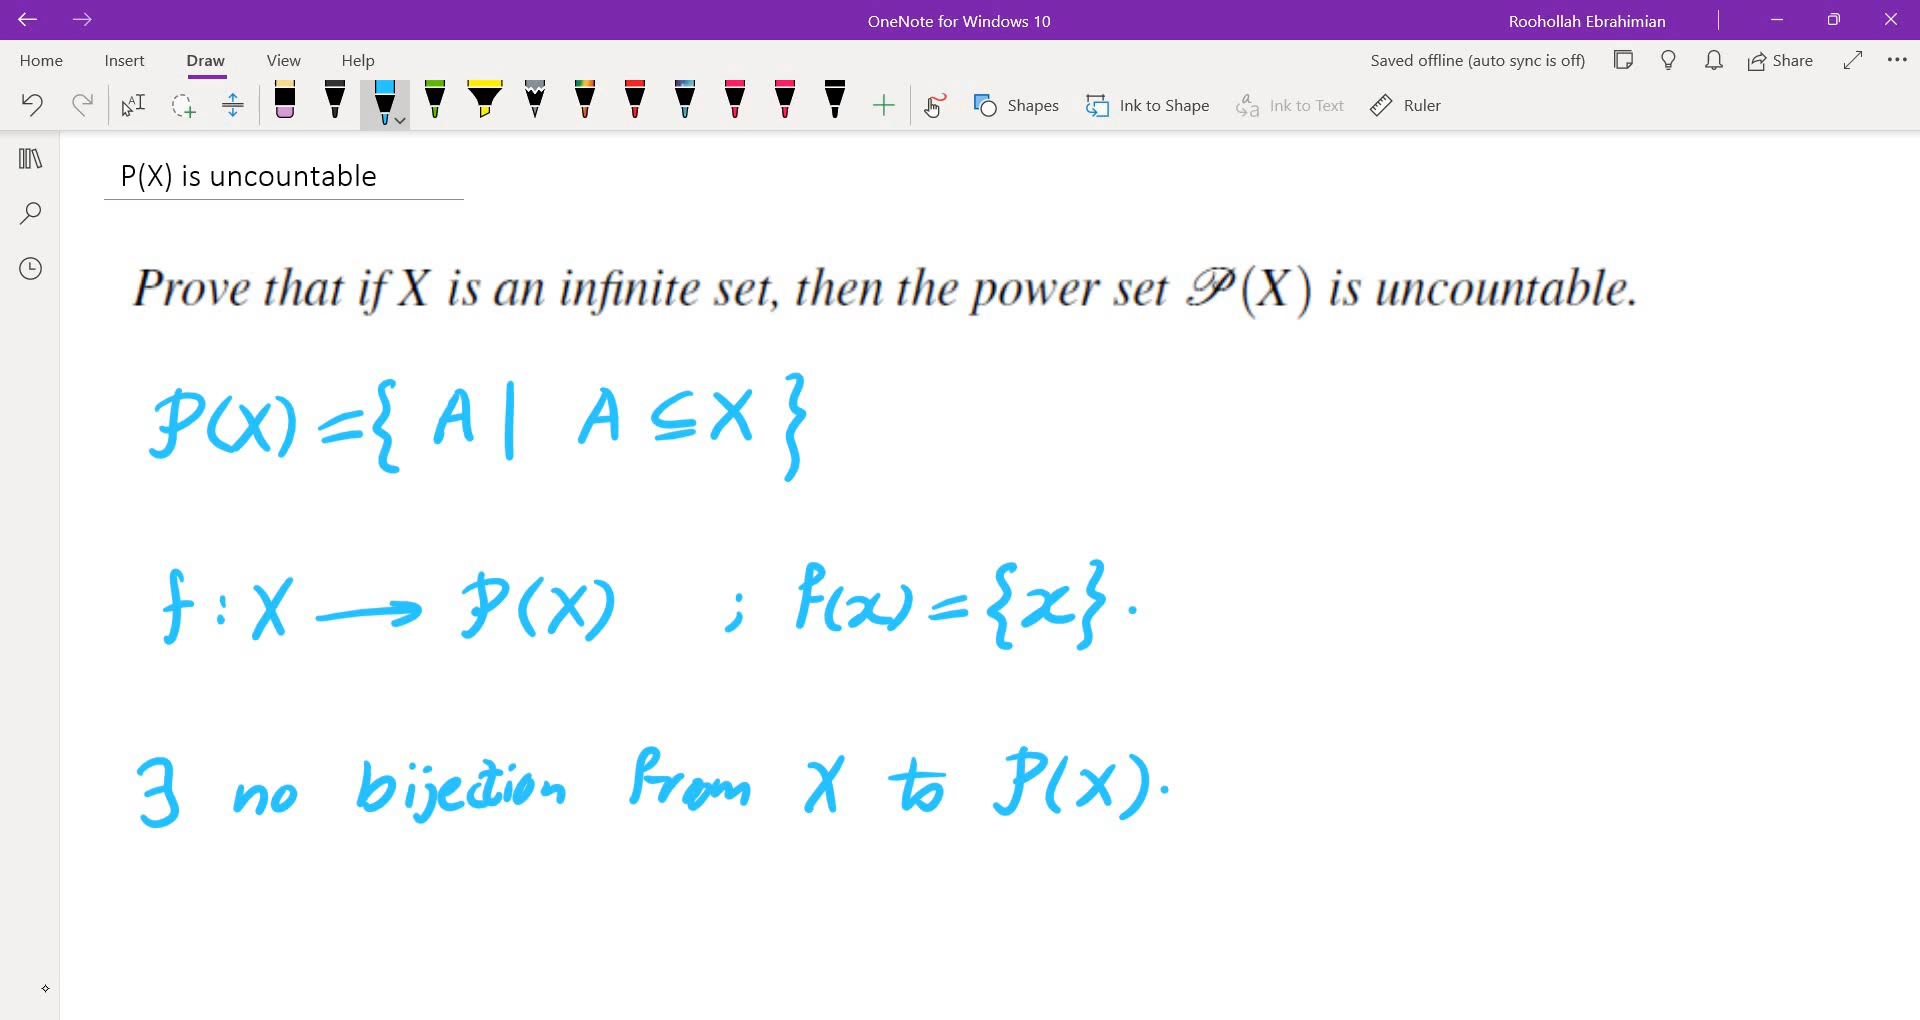 OneNote for Windows 10
Roohollah Ebrahimian
Home Insert Draw View Help
Saved offline (auto sync is off) Share
Shapes Ink to Shape Ink to Text Ruler
P(X) is uncountable
Prove that if X is an infinite set, then the power set 𝒫(X) is uncountable.
P(X) = { A | A ⊆ X }
f : X ⟶ P(X) ; f(x) = {x}.
∃ no bijection from X to P(X).